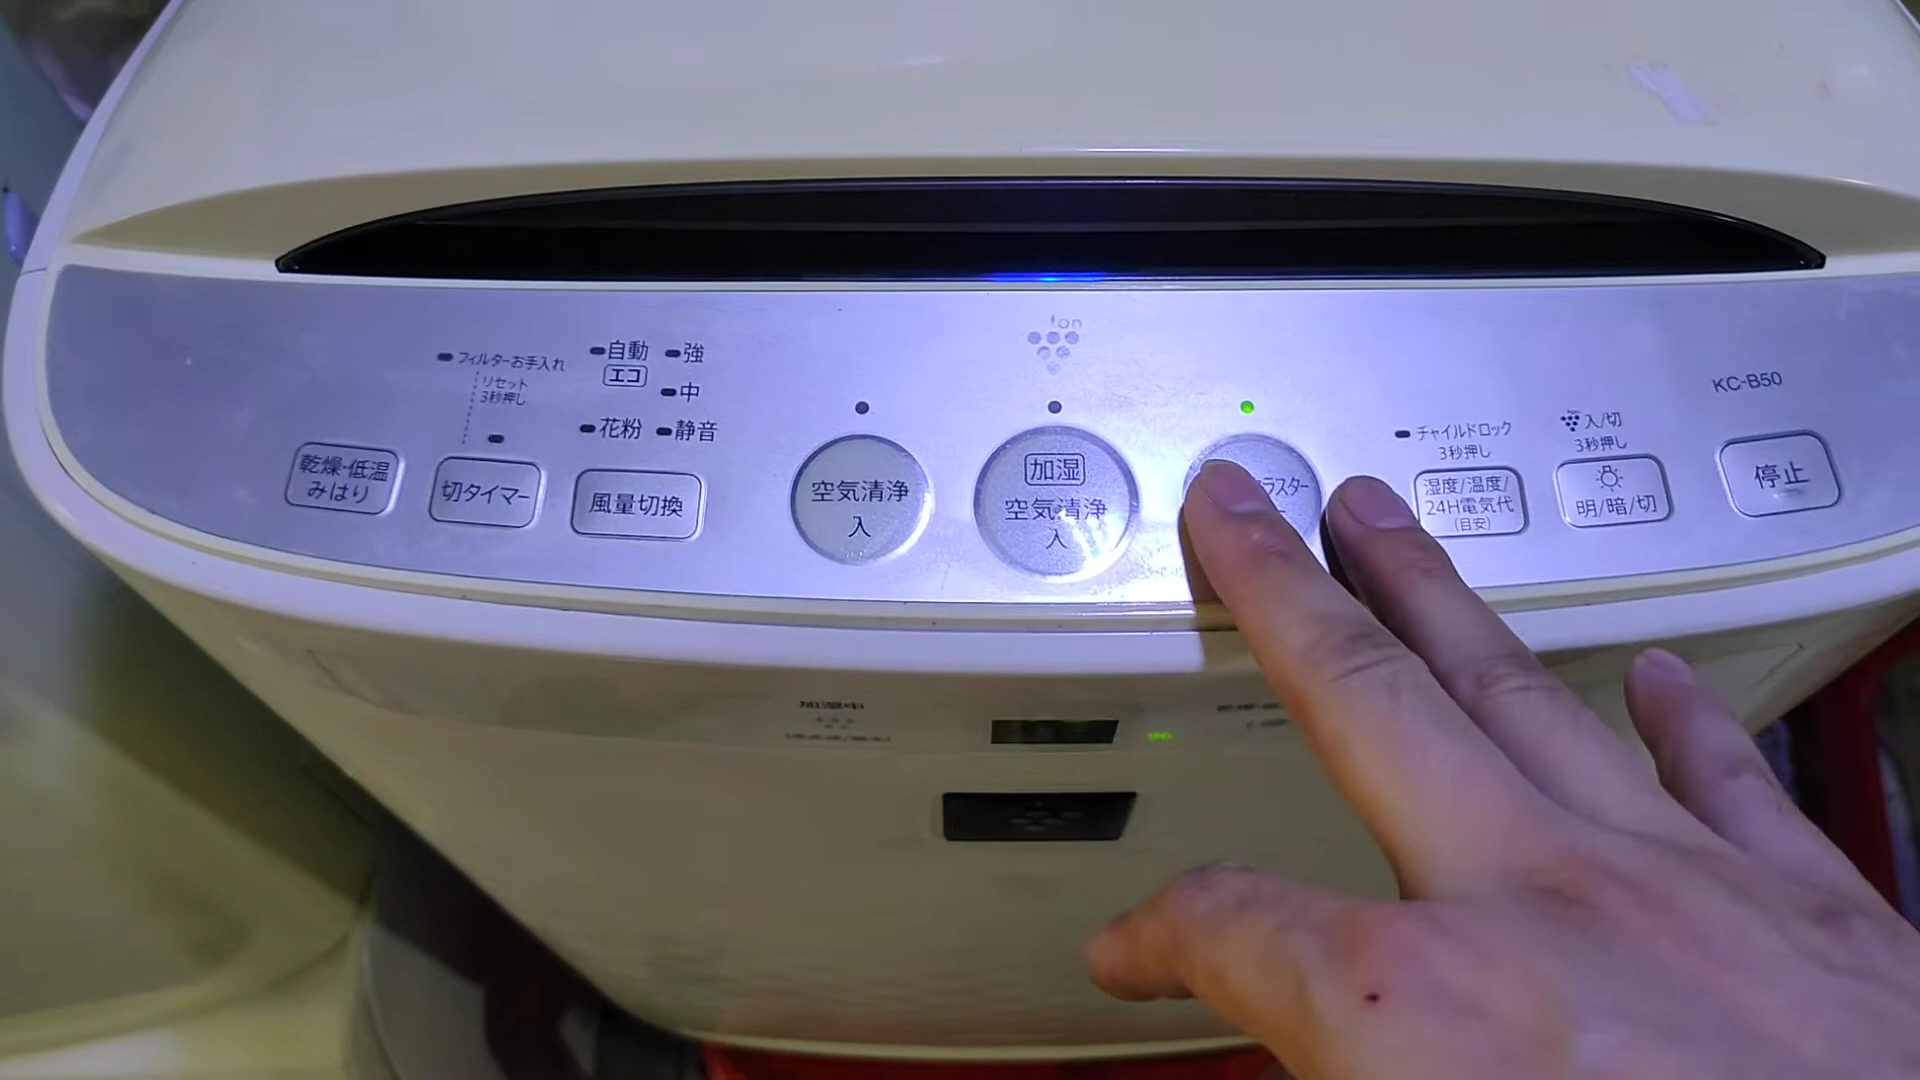 ion
KC-B50
フィルターお手入れ
リセット
3秒押し
自動
エコ
強
中
花粉
静音
チャイルドロック
3秒押し
入/切
3秒押し
乾燥・低温
みはり
切タイマー
風量切換
空気清浄
入
加湿
空気清浄
入
ラスター
湿度/温度/
24H電気代
(目安)
明/暗/切
停止
加湿中